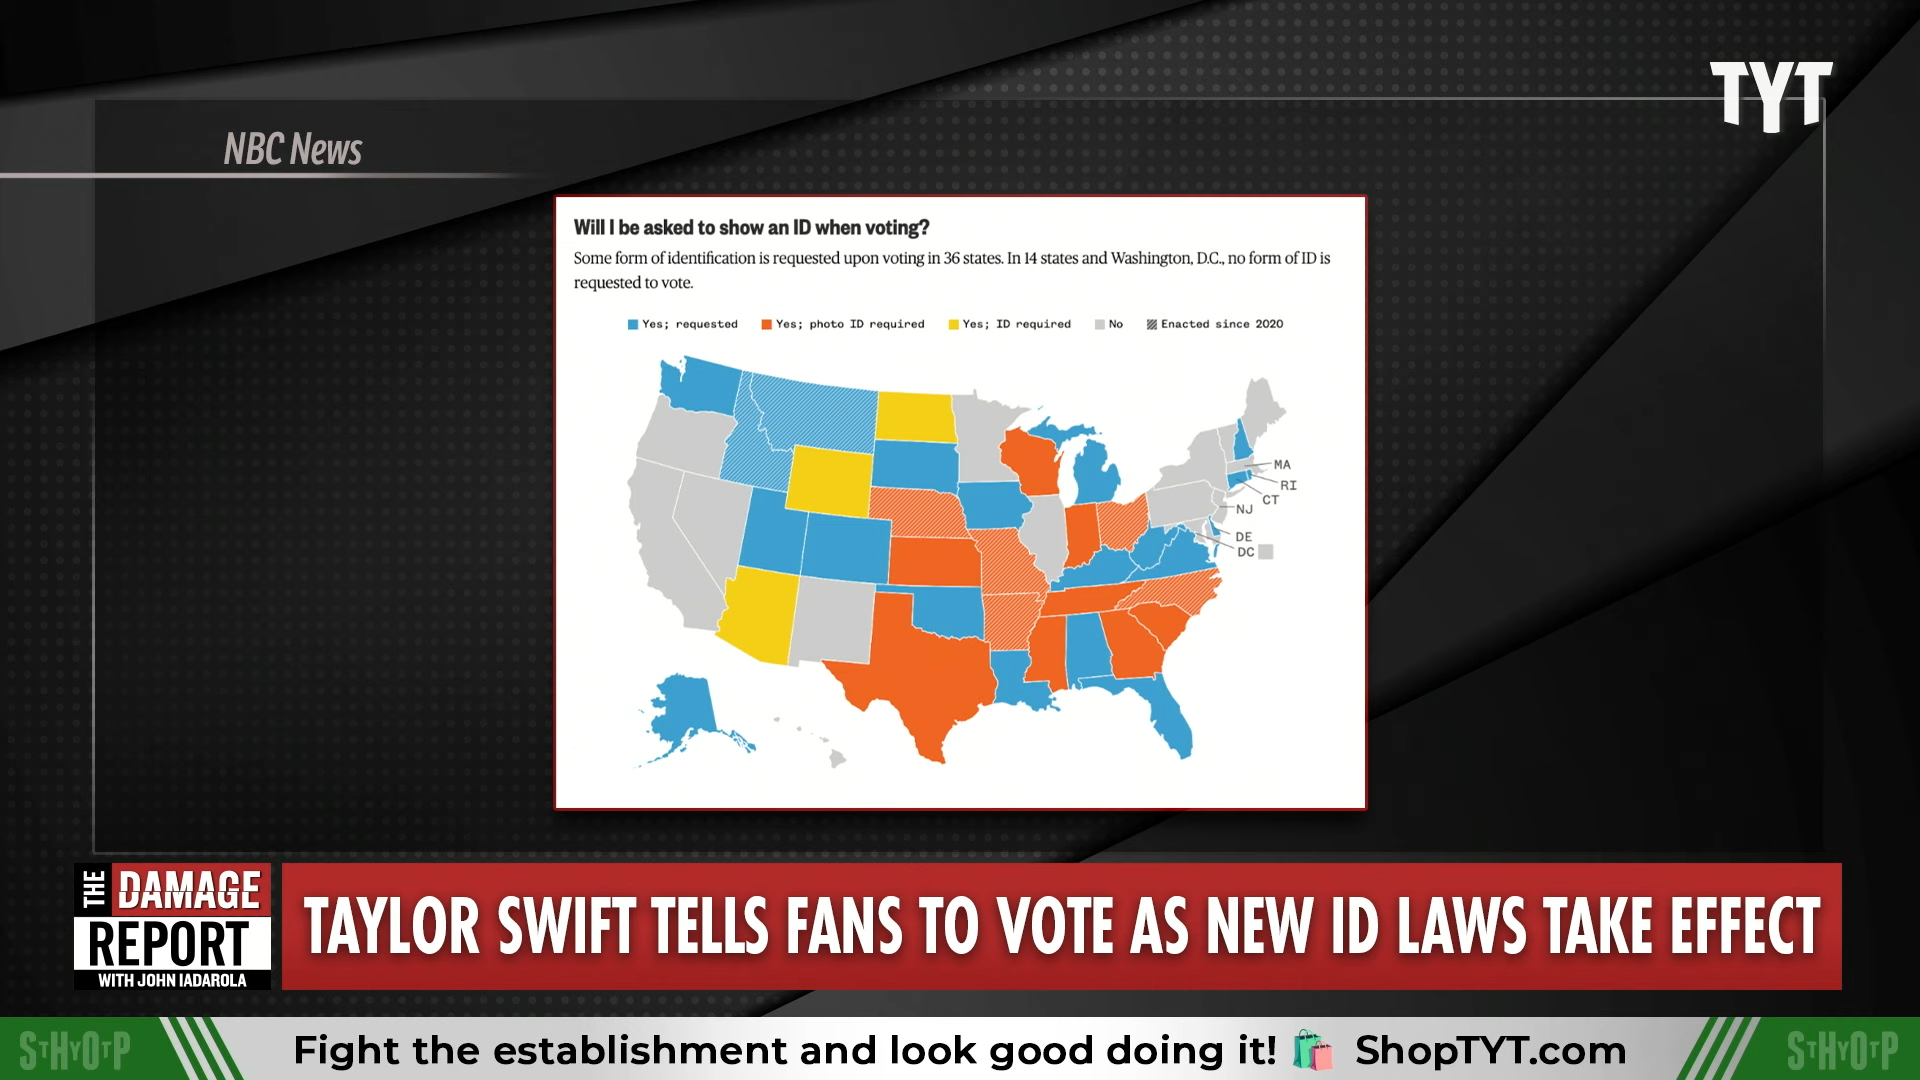 TYT
NBC News
Will I be asked to show an ID when voting?
Some form of identification is requested upon voting in 36 states. In 14 states and Washington, D.C., no form of ID is
requested to vote.
Yes; requested Yes; photo ID required Yes; ID required No Enacted since 2020
MA
RI
CT
NJ
DE
DC
THE DAMAGE
REPORT
WITH JOHN IADAROLA
TAYLOR SWIFT TELLS FANS TO VOTE AS NEW ID LAWS TAKE EFFECT
STHYOTP Fight the establishment and look good doing it! ShopTYT.com STHYOTP